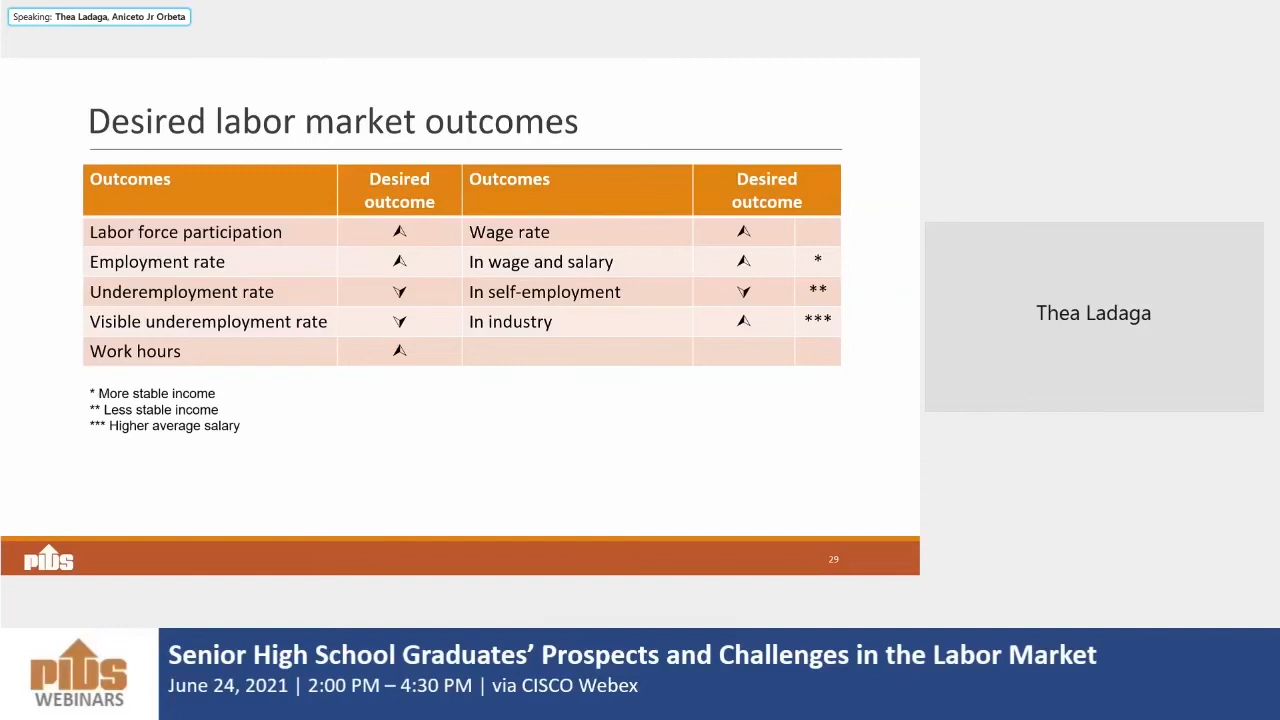 Speaking: Thea Ladaga, Aniceto Jr Orbeta
Desired labor market outcomes
Outcomes Desired outcome Outcomes Desired outcome
Labor force participation ⮝ Wage rate ⮝
Employment rate ⮝ In wage and salary ⮝ *
Underemployment rate ⮟ In self-employment ⮟ **
Visible underemployment rate ⮟ In industry ⮝ ***
Work hours ⮝
* More stable income
** Less stable income
*** Higher average salary
PIDS
29
Thea Ladaga
PIDS
WEBINARS
Senior High School Graduates’ Prospects and Challenges in the Labor Market
June 24, 2021 | 2:00 PM – 4:30 PM | via CISCO Webex